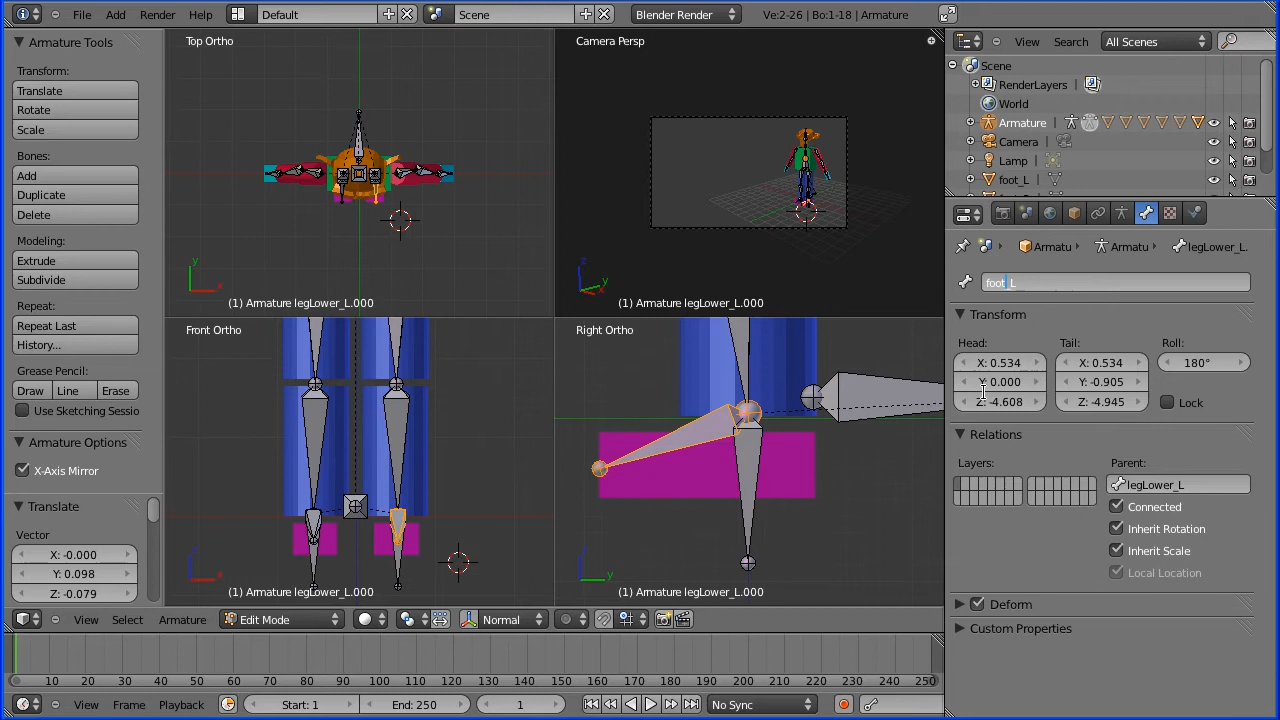 File Add Render Window Help Default Scene Blender Render Ve:2-26 | Bo:1-18 | Armature
Armature Tools
Transform:
Translate
Rotate
Scale
Bones:
Add
Duplicate
Delete
Modeling:
Extrude
Subdivide
Repeat:
Repeat Last
History...
Grease Pencil:
Draw Line Erase
Use Sketching Sessio
Armature Options
X-Axis Mirror
Translate
Vector
X: -0.000
Y: 0.098
Z: -0.079
Top Ortho
y
x
(1) Armature legLower_L.000
Camera Persp
z
y
(1) Armature legLower_L.000
Front Ortho
x
(1) Armature legLower_L.000
Right Ortho
y
(1) Armature legLower_L.000
View Select Armature Edit Mode Normal
10 20 30 40 50 60 70 80 90 100 110 120 130 140 150 160 170 180 190 200 210 220 230 240 250
View Frame Playback Start: 1 End: 250 1 No Sync
View Search All Scenes
Scene
RenderLayers |
World
Armature |
Camera |
Lamp |
foot_L |
Armatu Armatu legLower_L.
foot_L
Transform
Head: Tail: Roll:
X: 0.534 X: 0.534 180°
Y: 0.000 Y: -0.905
Z: -4.608 Z: -4.945 Lock
Relations
Layers: Parent:
legLower_L
Connected
Inherit Rotation
Inherit Scale
Local Location
Deform
Custom Properties